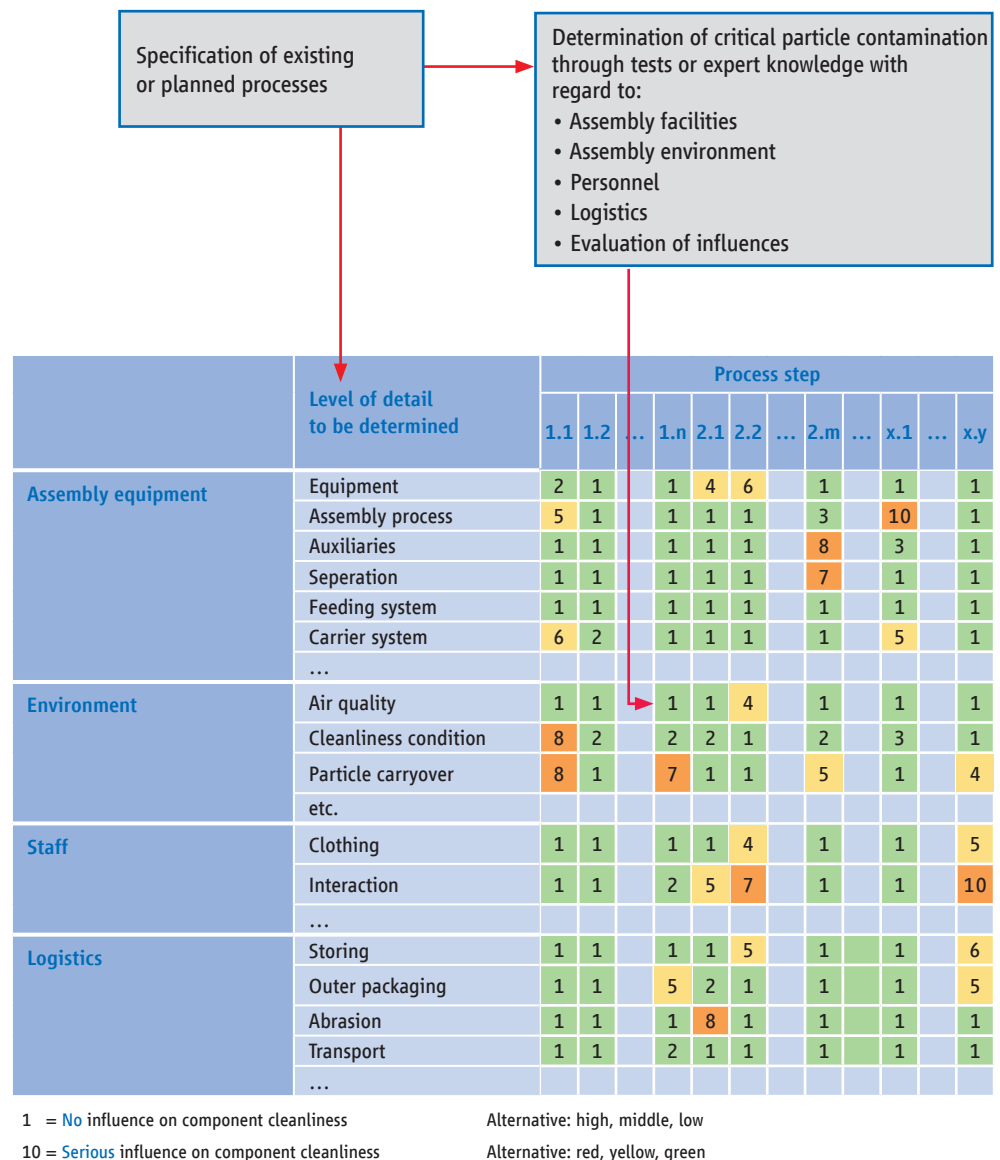 Specification of existing
or planned processes
Determination of critical particle contamination
through tests or expert knowledge with
regard to:
• Assembly facilities
• Assembly environment
• Personnel
• Logistics
• Evaluation of influences
Process step
Level of detail
to be determined
1.1 1.2 ... 1.n 2.1 2.2 ... 2.m ... x.1 ... x.y
Assembly equipment Equipment 2 1 1 4 6 1 1 1
Assembly process 5 1 1 1 1 3 10 1
Auxiliaries 1 1 1 1 1 8 3 1
Seperation 1 1 1 1 1 7 1 1
Feeding system 1 1 1 1 1 1 1 1
Carrier system 6 2 1 1 1 1 5 1
...
Environment Air quality 1 1 1 1 4 1 1 1
Cleanliness condition 8 2 2 2 1 2 3 1
Particle carryover 8 1 7 1 1 5 1 4
etc.
Staff Clothing 1 1 1 1 4 1 1 5
Interaction 1 1 2 5 7 1 1 10
...
Logistics Storing 1 1 1 1 5 1 1 6
Outer packaging 1 1 5 2 1 1 1 5
Abrasion 1 1 1 8 1 1 1 1
Transport 1 1 2 1 1 1 1 1
...
1 = No influence on component cleanliness Alternative: high, middle, low
10 = Serious influence on component cleanliness Alternative: red, yellow, green